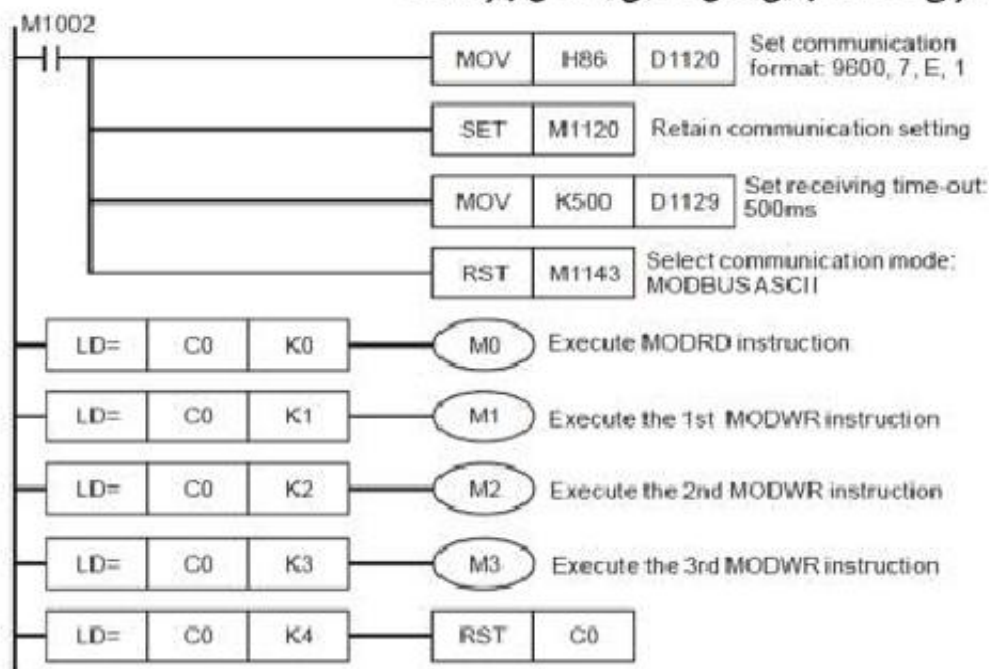 M1002
MOV H86 D1120 Set communication
format: 9600, 7, E, 1
SET M1120 Retain communication setting
MOV K500 D1129 Set receiving time-out:
500ms
RST M1143 Select communication mode:
MODBUS ASCII
LD= C0 K0 M0 Execute MODRD instruction
LD= C0 K1 M1 Execute the 1st MODWR instruction
LD= C0 K2 M2 Execute the 2nd MODWR instruction
LD= C0 K3 M3 Execute the 3rd MODWR instruction
LD= C0 K4 RST C0